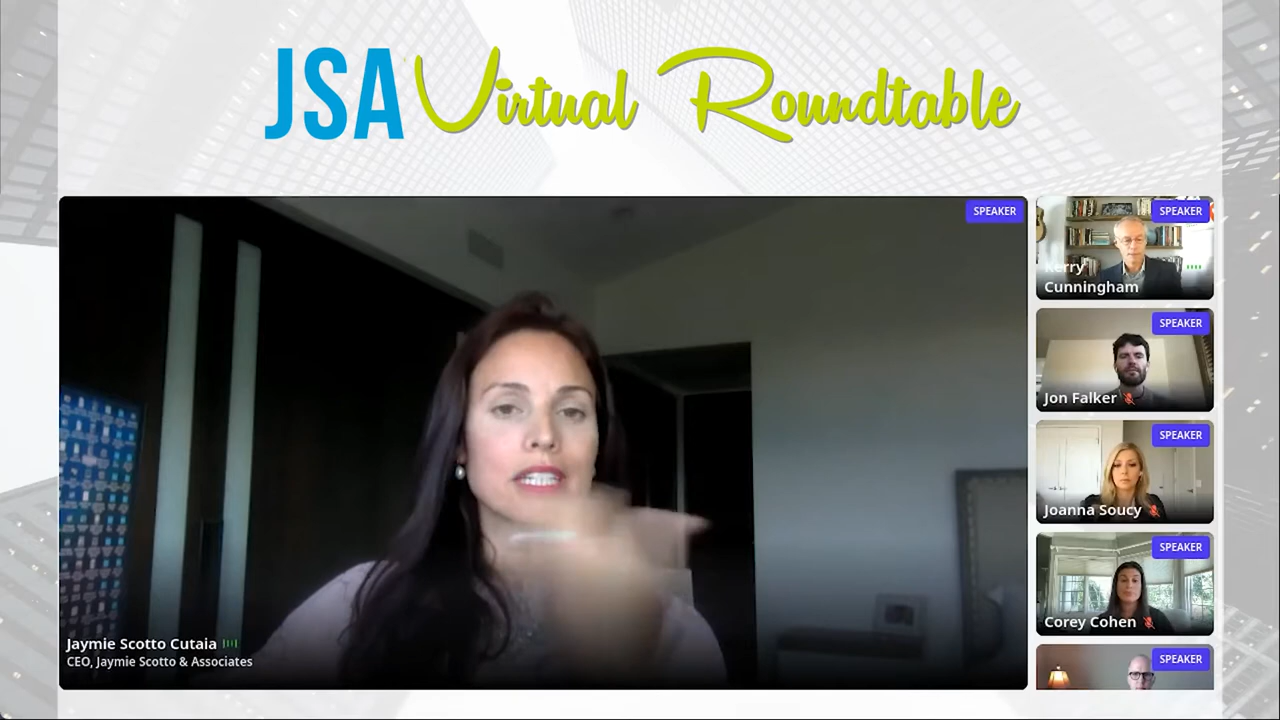 JSA Virtual Roundtable
SPEAKER
Jaymie Scotto Cutaia
CEO, Jaymie Scotto & Associates
SPEAKER
Kerry
Cunningham
SPEAKER
Jon Falker
SPEAKER
Joanna Soucy
SPEAKER
Corey Cohen
SPEAKER